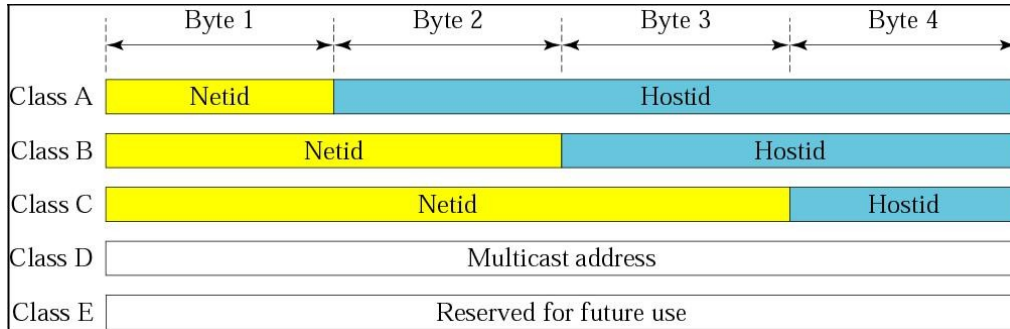 Byte 1 Byte 2 Byte 3 Byte 4
Class A Netid Hostid
Class B Netid Hostid
Class C Netid Hostid
Class D Multicast address
Class E Reserved for future use